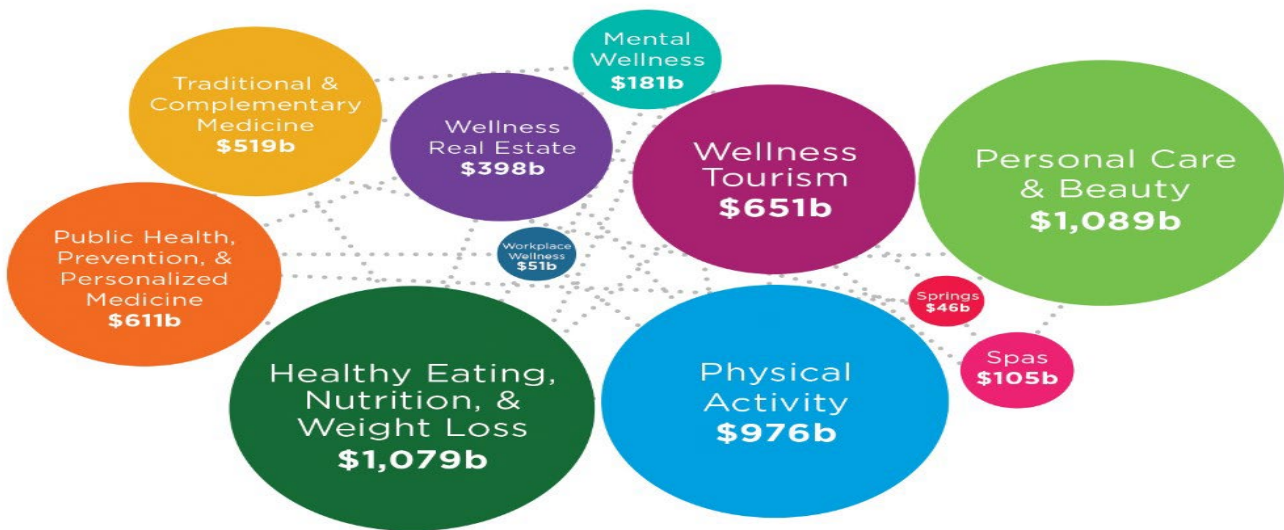 Mental
Wellness
$181b
Traditional &
Complementary
Medicine
$519b
Wellness
Real Estate
$398b
Wellness
Tourism
$651b
Personal Care
& Beauty
$1,089b
Public Health,
Prevention, &
Personalized
Medicine
$611b
Workplace
Wellness
$51b
Springs
$46b
Spas
$105b
Healthy Eating,
Nutrition, &
Weight Loss
$1,079b
Physical
Activity
$976b